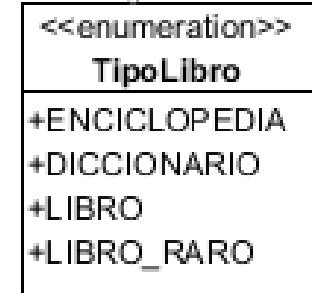 <<enumeration>>
TipoLibro
+ENCICLOPEDIA
+DICCIONARIO
+LIBRO
+LIBRO_RARO